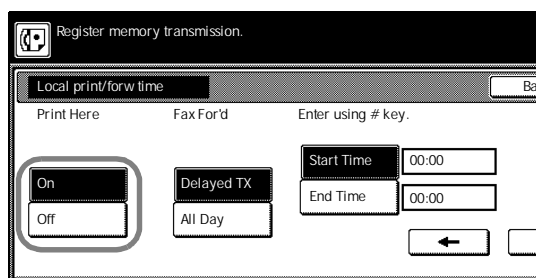 Register memory transmission.
Local print/forw time
Ba
Print Here Fax For'd Enter using # key.
On Delayed TX Start Time 00:00
Off All Day End Time 00:00